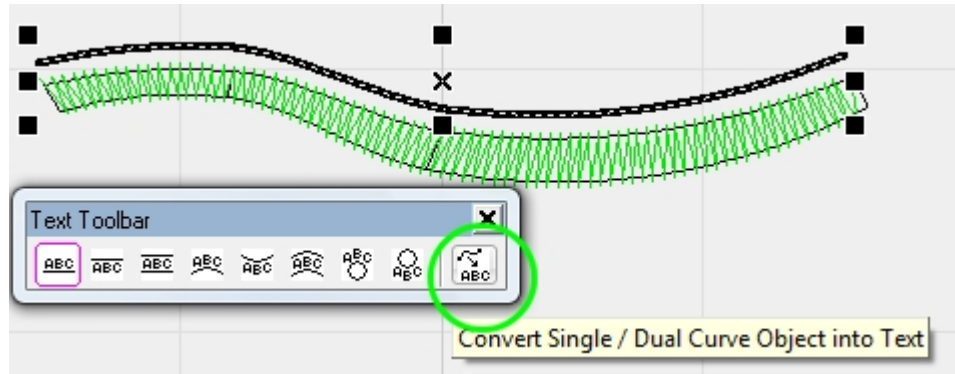 Text Toolbar
ABC ABC ABC ABC ABC ABC ABC ABC ABC
Convert Single / Dual Curve Object into Text